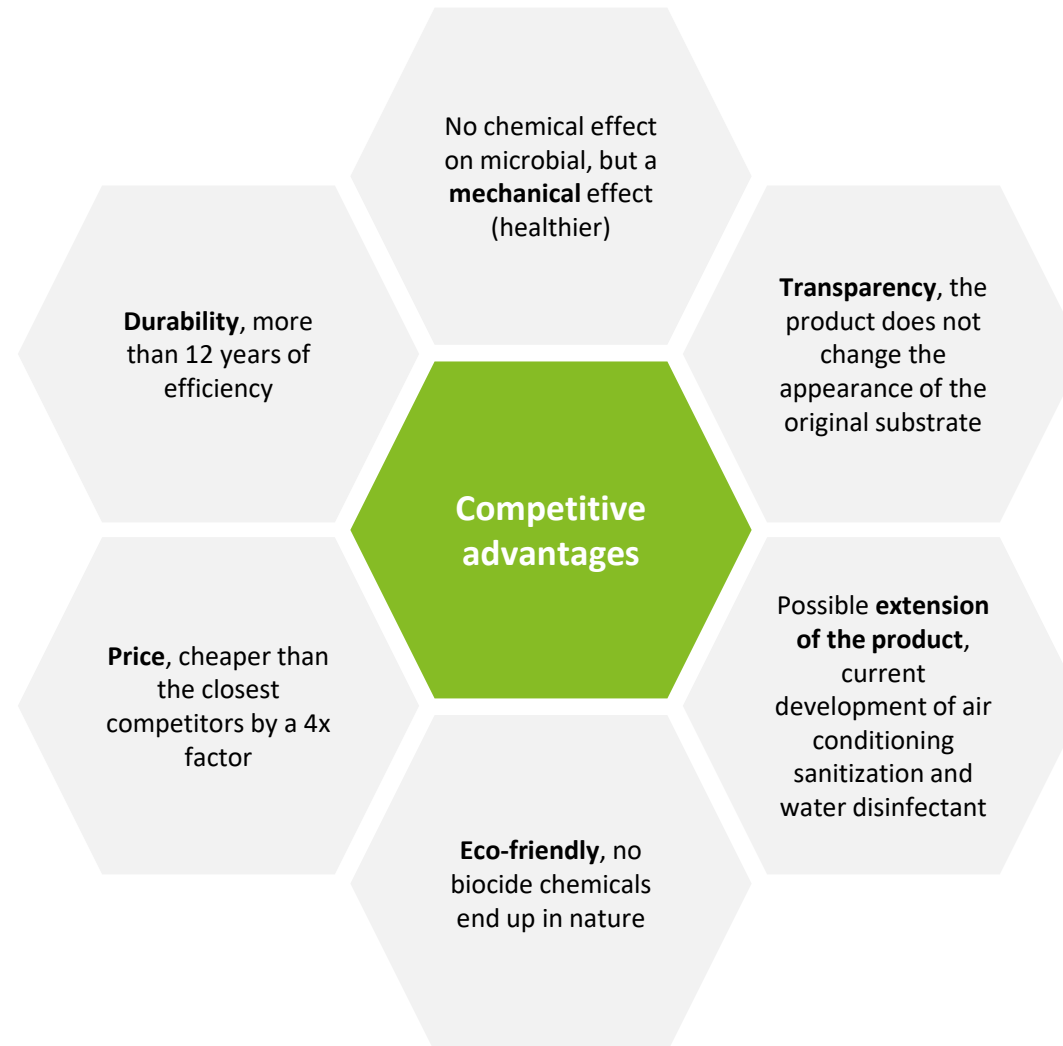 No chemical effect
on microbial, but a
mechanical effect
(healthier)
Durability, more
than 12 years of
efficiency
Transparency, the
product does not
change the
appearance of the
original substrate
Competitive
advantages
Price, cheaper than
the closest
competitors by a 4x
factor
Possible extension
of the product,
current
development of air
conditioning
sanitization and
water disinfectant
Eco-friendly, no
biocide chemicals
end up in nature